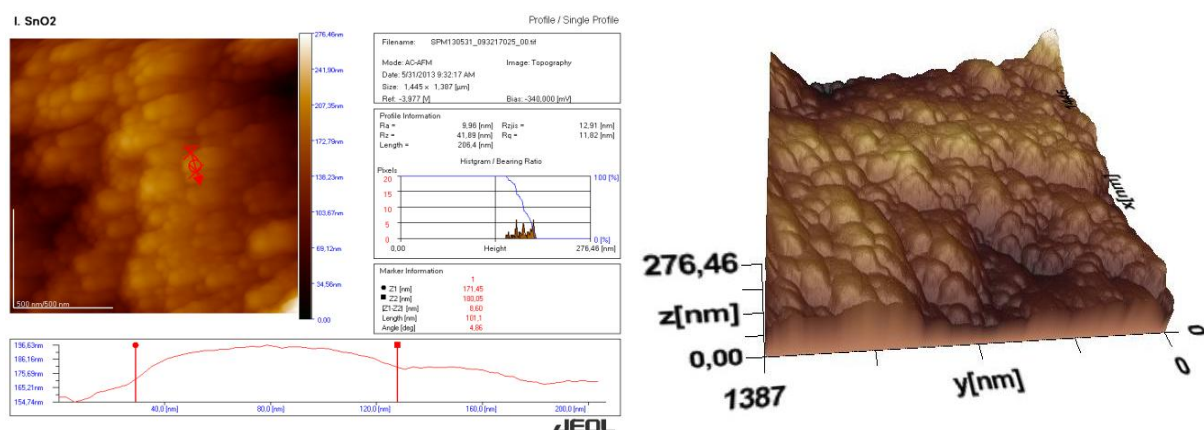 I. SnO2
Profile / Single Profile
276,46nm
241,90nm
207,35nm
172,79nm
138,23nm
103,67nm
69,12nm
34,56nm
0,00
500 nm/500 nm
Filename: SPM130531_093217025_00.tif
Mode: AC-AFM Image: Topography
Date: 5/31/2013 9:32:17 AM
Size: 1,445 x 1,387 [µm]
Ref: -3,977 [V] Bias: -340,000 [mV]
Profile Information
Ra = 9,96 [nm] Rzjis = 12,91 [nm]
Rz = 41,89 [nm] Rq = 11,82 [nm]
Length = 206,4 [nm]
Histgram / Bearing Ratio
Pixels
20
15
10
5
0
100 [%]
0 [%]
0,00 Height 276,46 [nm]
Marker Information
1
Z1 [nm] 171,45
Z2 [nm] 180,05
|Z1-Z2| [nm] 8,60
Length [nm] 101,1
Angle [deg] 4,86
196,63nm
186,16nm
175,69nm
165,21nm
154,74nm
40,0 [nm] 80,0 [nm] 120,0 [nm] 160,0 [nm] 200,0 [nm]
JEOL
x[nm]
0
276,46
z[nm]
0,00
1387
y[nm]
0